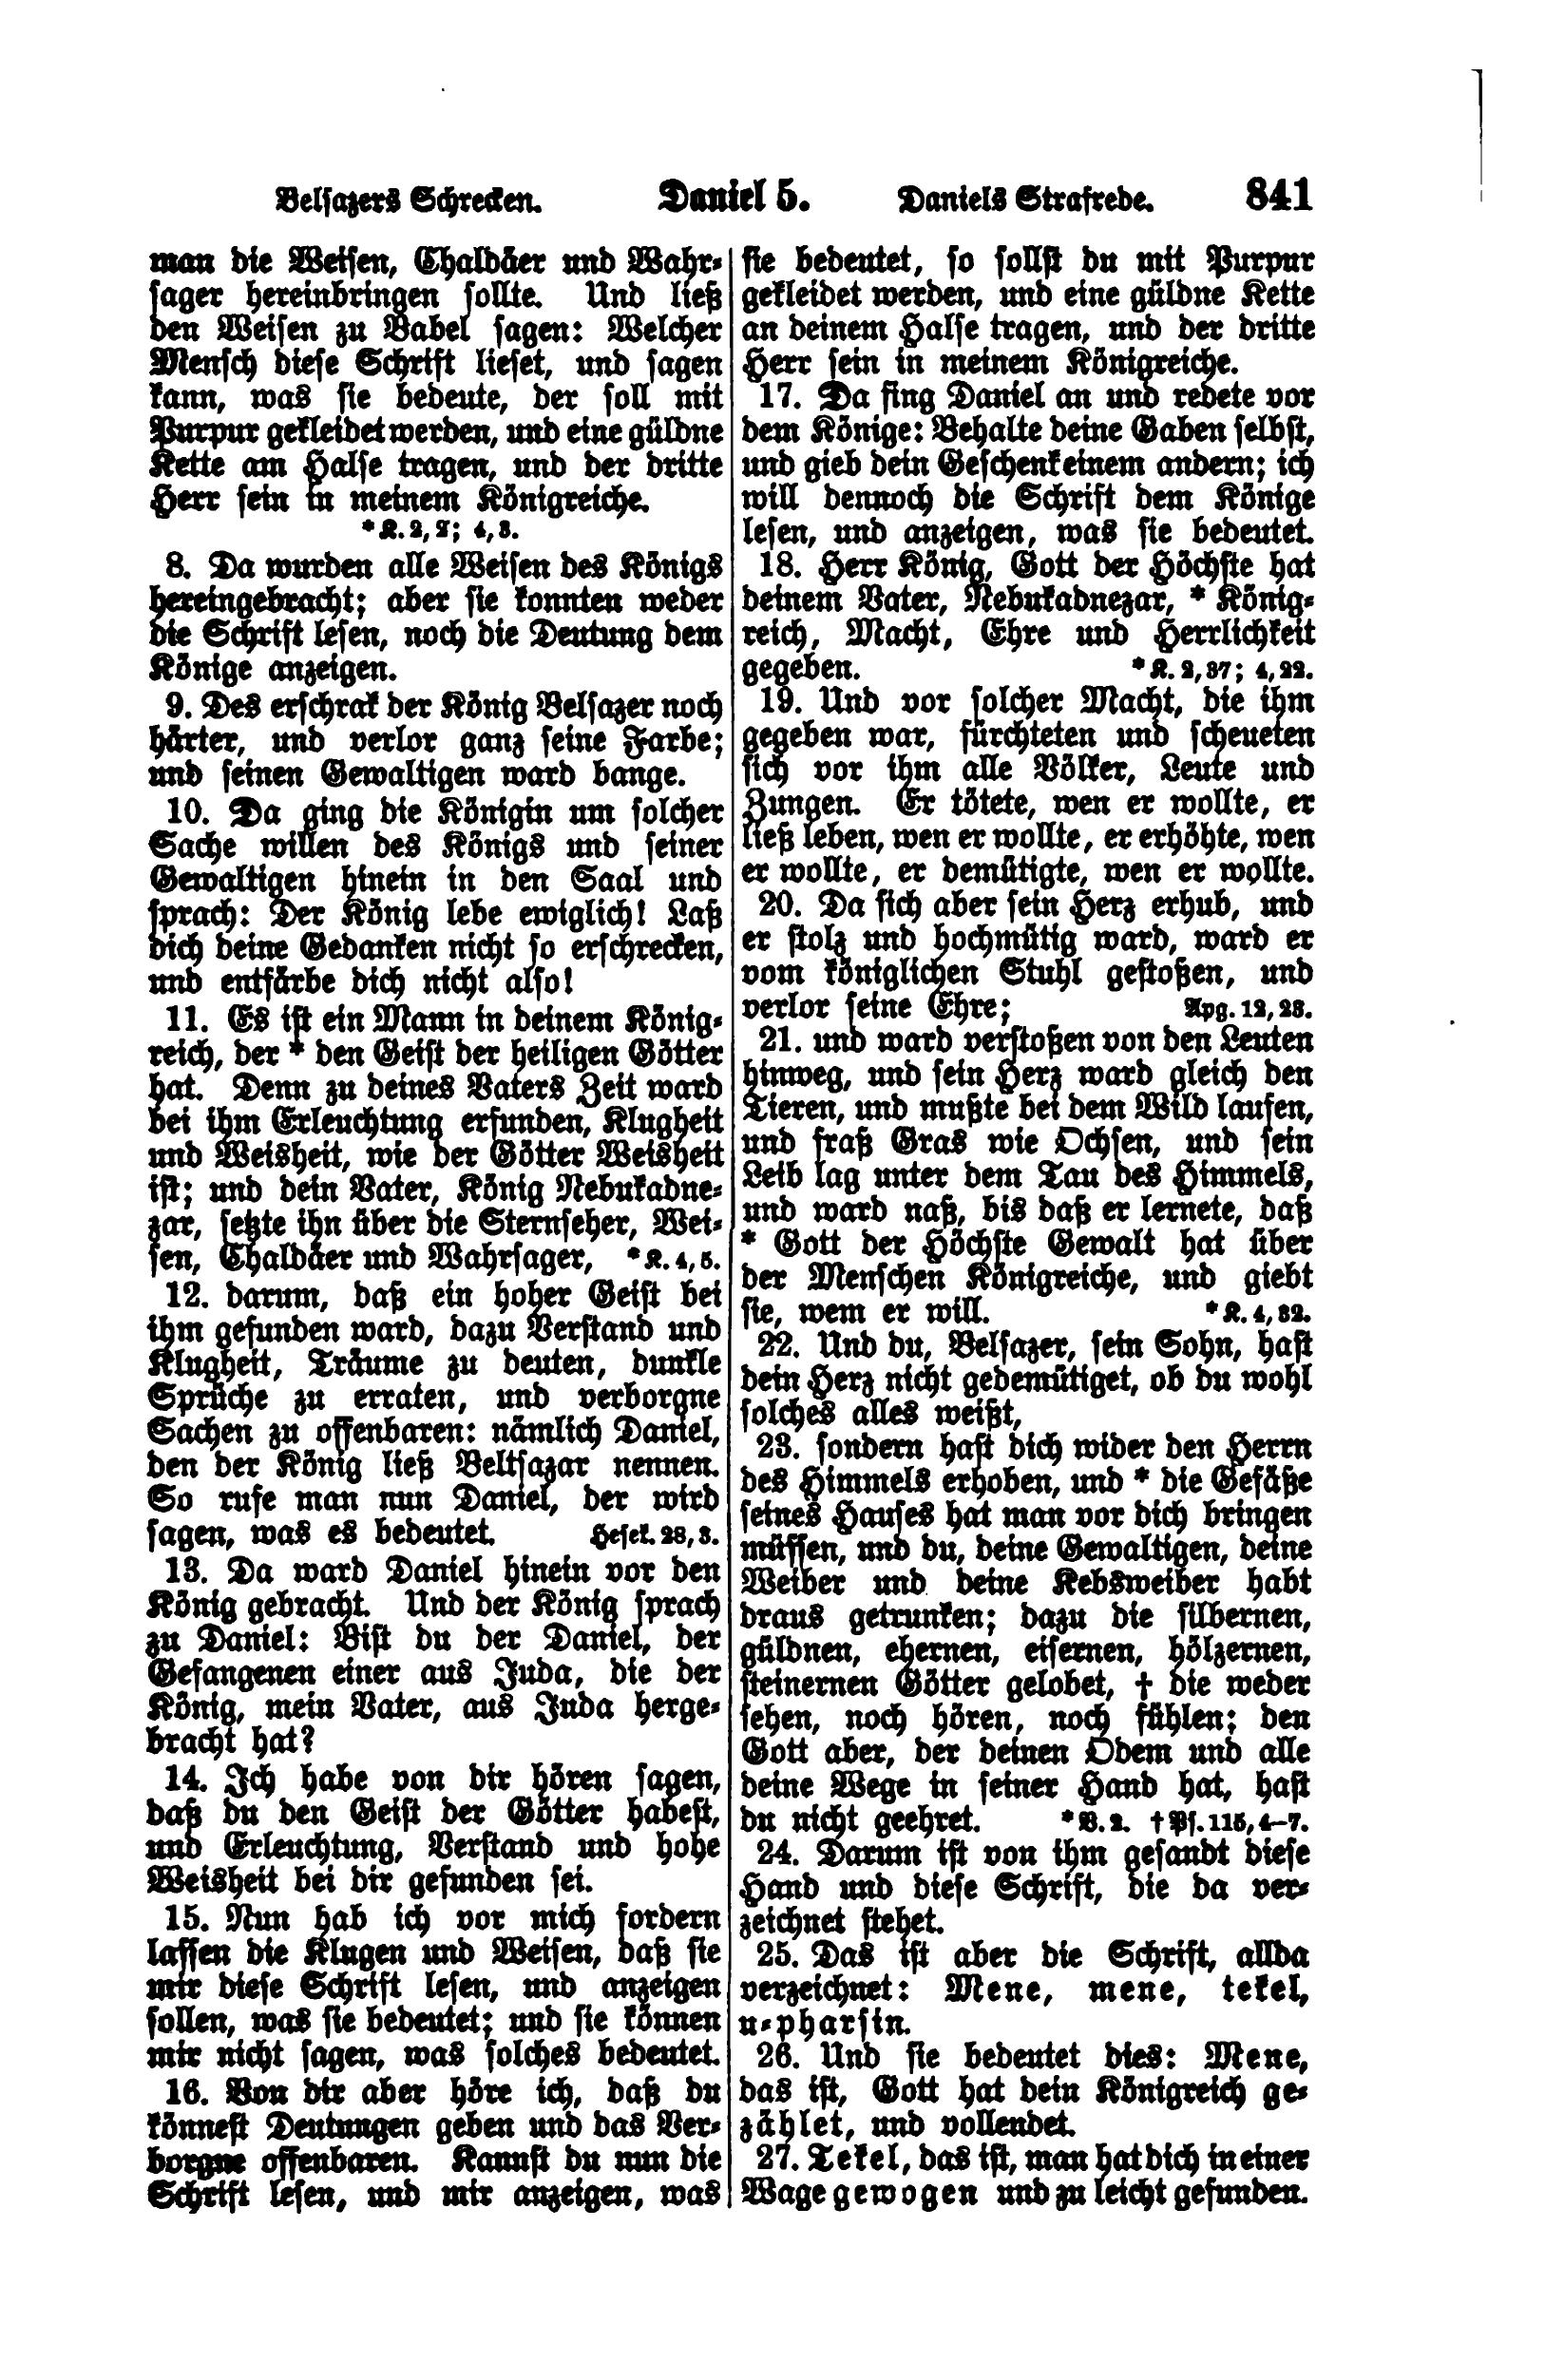 Belsazers Schrecken. Daniel 5. Daniels Strafrede. 841
man die Weisen, Chaldäer und Wahr-
sager hereinbringen sollte. Und ließ
den Weisen zu Babel sagen: Welcher
Mensch diese Schrift lieset, und sagen
kann, was sie bedeute, der soll mit
Purpur gekleidet werden, und eine güldne
Kette am Halse tragen, und der dritte
Herr sein in meinem Königreiche.
*K. 2, 2; 4, 3.
8. Da wurden alle Weisen des Königs
hereingebracht; aber sie konnten weder
die Schrift lesen, noch die Deutung dem
Könige anzeigen.
9. Des erschrak der König Belsazer noch
härter, und verlor ganz seine Farbe;
und seinen Gewaltigen ward bange.
10. Da ging die Königin um solcher
Sache willen des Königs und seiner
Gewaltigen hinein in den Saal und
sprach: Der König lebe ewiglich! Laß
dich deine Gedanken nicht so erschrecken,
und entfärbe dich nicht also!
11. Es ist ein Mann in deinem König-
reich, der * den Geist der heiligen Götter
hat. Denn zu deines Vaters Zeit ward
bei ihm Erleuchtung erfunden, Klugheit
und Weisheit, wie der Götter Weisheit
ist; und dein Vater, König Nebukadne-
zar, setzte ihn über die Sternseher, Wei-
sen, Chaldäer und Wahrsager, *K. 4, 5.
12. darum, daß ein hoher Geist bei
ihm gefunden ward, dazu Verstand und
Klugheit, Träume zu deuten, dunkle
Sprüche zu erraten, und verborgne
Sachen zu offenbaren: nämlich Daniel,
den der König ließ Beltsazar nennen.
So rufe man nun Daniel, der wird
sagen, was es bedeutet. Hesek. 28, 3.
13. Da ward Daniel hinein vor den
König gebracht. Und der König sprach
zu Daniel: Bist du der Daniel, der
Gefangenen einer aus Juda, die der
König, mein Vater, aus Juda herge-
bracht hat?
14. Ich habe von dir hören sagen,
daß du den Geist der Götter habest,
und Erleuchtung, Verstand und hohe
Weisheit bei dir gefunden sei.
15. Nun hab ich vor mich fordern
lassen die Klugen und Weisen, daß sie
mir diese Schrift lesen, und anzeigen
sollen, was sie bedeutet; und sie können
mir nicht sagen, was solches bedeutet.
16. Von dir aber höre ich, daß du
könnest Deutungen geben und das Ver-
borgne offenbaren. Kannst du nun die
Schrift lesen, und mir anzeigen, was
sie bedeutet, so sollst du mit Purpur
gekleidet werden, und eine güldne Kette
an deinem Halse tragen, und der dritte
Herr sein in meinem Königreiche.
17. Da fing Daniel an und redete vor
dem Könige: Behalte deine Gaben selbst,
und gieb dein Geschenk einem andern; ich
will dennoch die Schrift dem Könige
lesen, und anzeigen, was sie bedeutet.
18. Herr König, Gott der Höchste hat
deinem Vater, Nebukadnezar, * König-
reich, Macht, Ehre und Herrlichkeit
gegeben. *K. 2, 37; 4, 22.
19. Und vor solcher Macht, die ihm
gegeben war, fürchteten und scheueten
sich vor ihm alle Völker, Leute und
Zungen. Er tötete, wen er wollte, er
ließ leben, wen er wollte, er erhöhte, wen
er wollte, er demütigte, wen er wollte.
20. Da sich aber sein Herz erhub, und
er stolz und hochmütig ward, ward er
vom königlichen Stuhl gestoßen, und
verlor seine Ehre; Apg. 12, 23.
21. und ward verstoßen von den Leuten
hinweg, und sein Herz ward gleich den
Tieren, und mußte bei dem Wild laufen,
und fraß Gras wie Ochsen, und sein
Leib lag unter dem Tau des Himmels,
und ward naß, bis daß er lernete, daß
* Gott der Höchste Gewalt hat über
der Menschen Königreiche, und giebt
sie, wem er will. *K. 4, 32.
22. Und du, Belsazer, sein Sohn, hast
dein Herz nicht gedemütiget, ob du wohl
solches alles weißt,
23. sondern hast dich wider den Herrn
des Himmels erhoben, und * die Gefäße
seines Hauses hat man vor dich bringen
müssen, und du, deine Gewaltigen, deine
Weiber und deine Kebsweiber habt
draus getrunken; dazu die silbernen,
güldnen, ehernen, eisernen, hölzernen,
steinernen Götter gelobet, † die weder
sehen, noch hören, noch fühlen; den
Gott aber, der deinen Odem und alle
deine Wege in seiner Hand hat, hast
du nicht geehret. *V. 2. † Ps. 115, 4–7.
24. Darum ist von ihm gesandt diese
Hand und diese Schrift, die da ver-
zeichnet stehet.
25. Das ist aber die Schrift, allda
verzeichnet: Mene, mene, tekel,
u-pharsin.
26. Und sie bedeutet dies: Mene,
das ist, Gott hat dein Königreich ge-
zählet, und vollendet.
27. Tekel, das ist, man hat dich in einer
Wage gewogen und zu leicht gefunden.